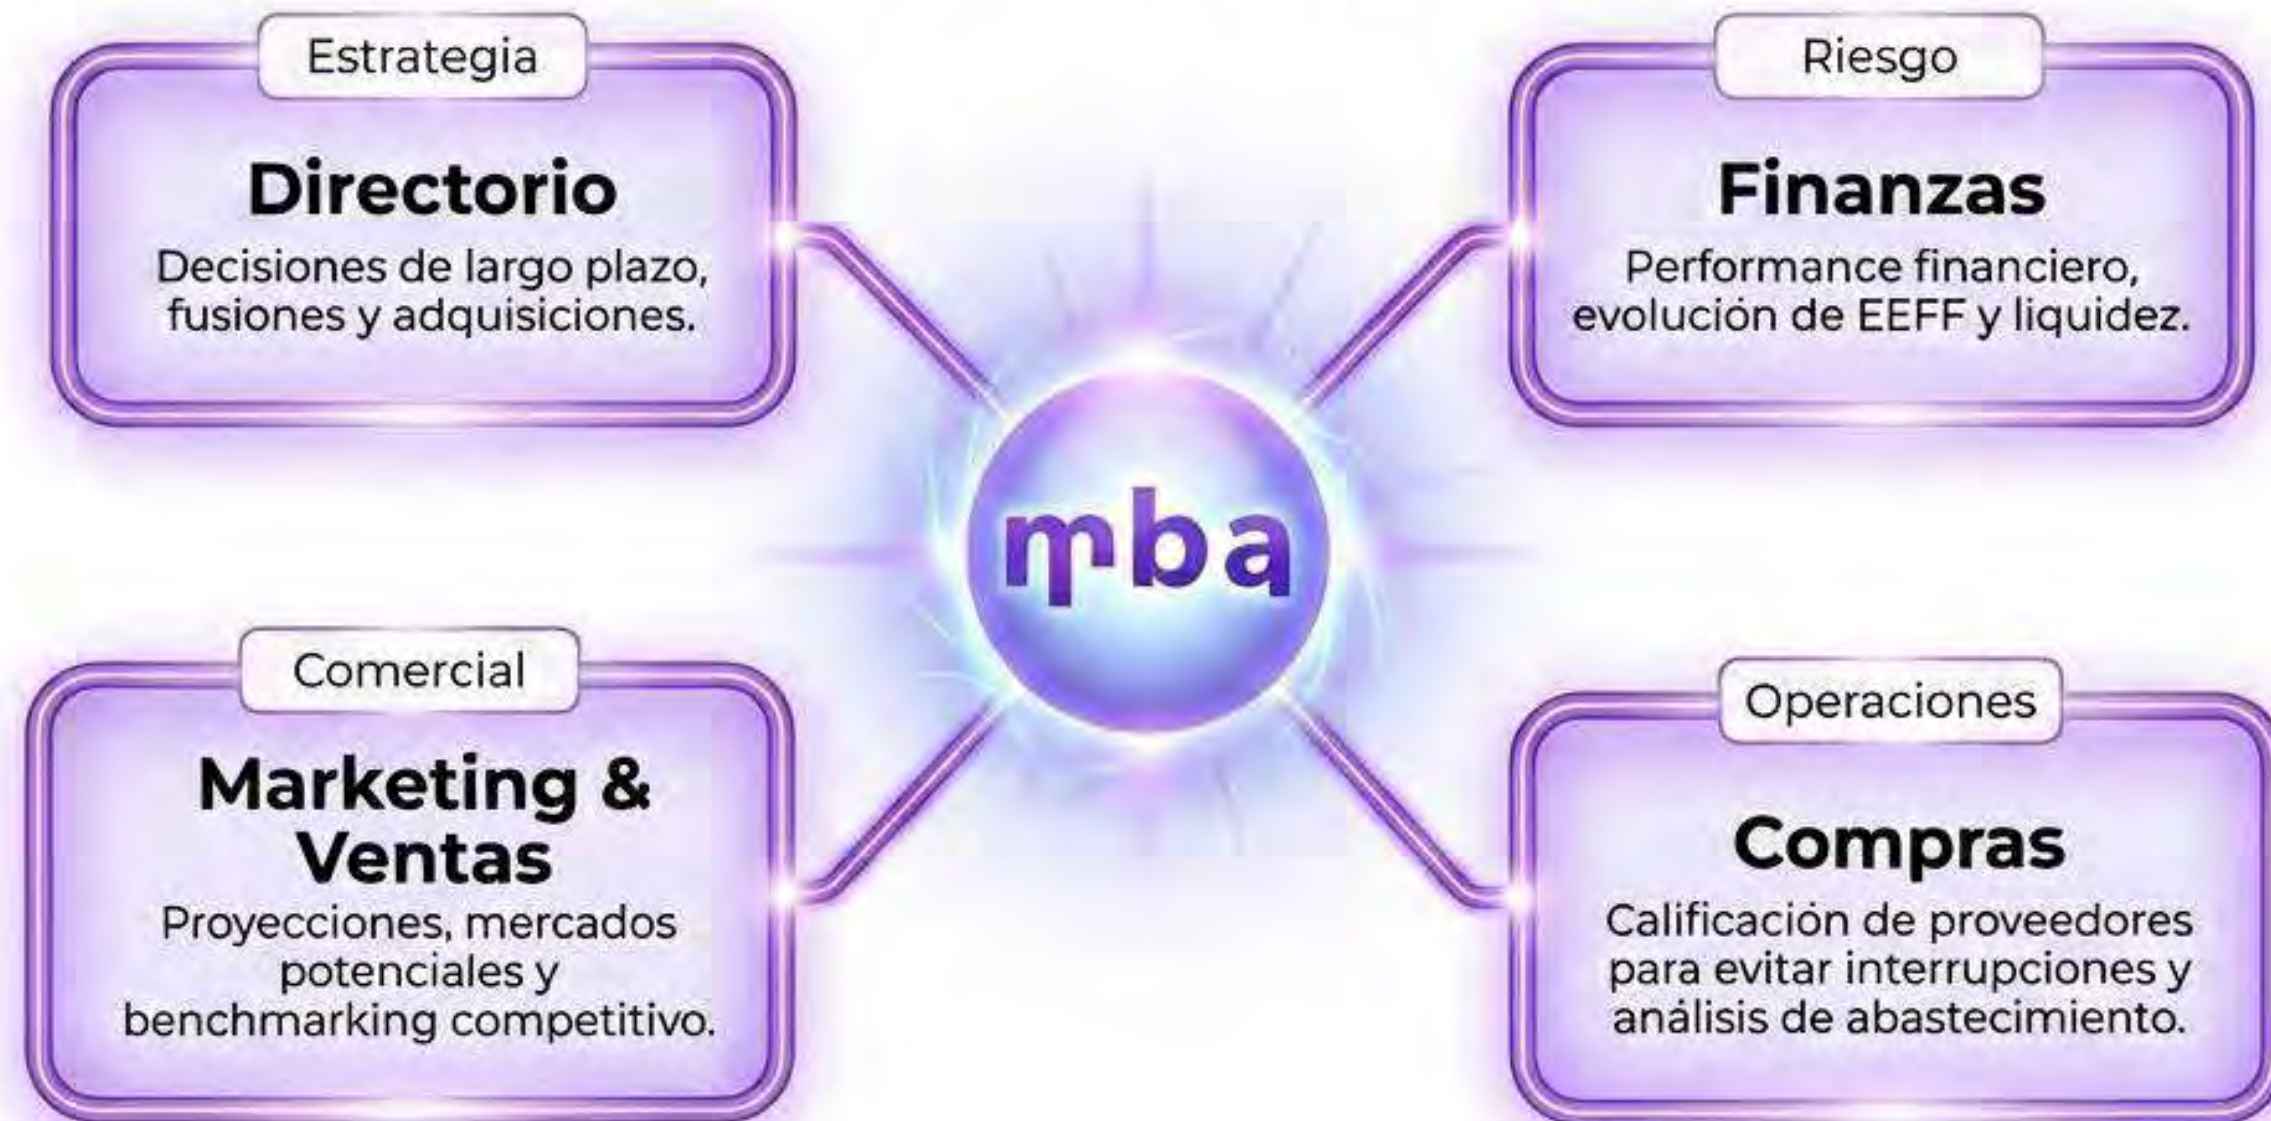 Estrategia
Directorio
Decisiones de largo plazo,
fusiones y adquisiciones.
Riesgo
Finanzas
Performance financiero,
evolución de EEFF y liquidez.
mba
Comercial
Marketing &
Ventas
Proyecciones, mercados
potenciales y
benchmarking competitivo.
Operaciones
Compras
Calificación de proveedores
para evitar interrupciones y
análisis de abastecimiento.